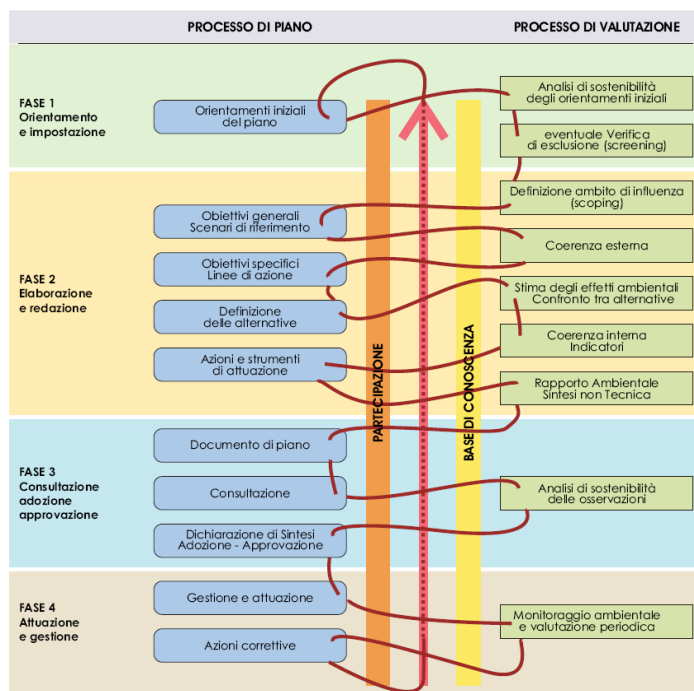 PROCESSO DI PIANO
PROCESSO DI VALUTAZIONE
FASE 1
Orientamento
e impostazione
Orientamenti iniziali
del piano
Analisi di sostenibilità
degli orientamenti iniziali
eventuale Verifica
di esclusione (screening)
FASE 2
Elaborazione
e redazione
Obiettivi generali
Scenari di riferimento
Obiettivi specifici
Linee di azione
Definizione
delle alternative
Azioni e strumenti
di attuazione
PARTECIPAZIONE
BASE DI CONOSCENZA
Definizione ambito di influenza
(scoping)
Coerenza esterna
Stima degli effetti ambientali
Confronto tra alternative
Coerenza interna
Indicatori
Rapporto Ambientale
Sintesi non Tecnica
FASE 3
Consultazione
adozione
approvazione
Documento di piano
Consultazione
Dichiarazione di Sintesi
Adozione - Approvazione
Analisi di sostenibilità
delle osservazioni
FASE 4
Attuazione
e gestione
Gestione e attuazione
Azioni correttive
Monitoraggio ambientale
e valutazione periodica